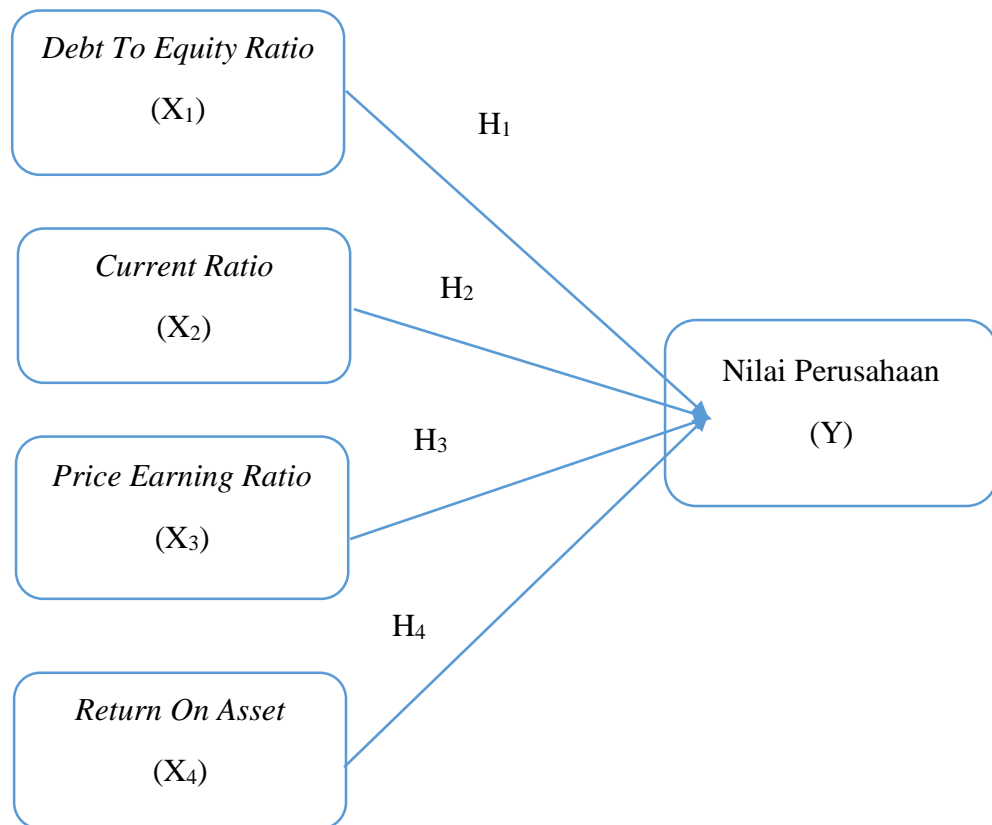 Debt To Equity Ratio
(X₁)
H₁
Current Ratio
(X₂)
H₂
Nilai Perusahaan
(Y)
Price Earning Ratio
(X₃)
H₃
H₄
Return On Asset
(X₄)